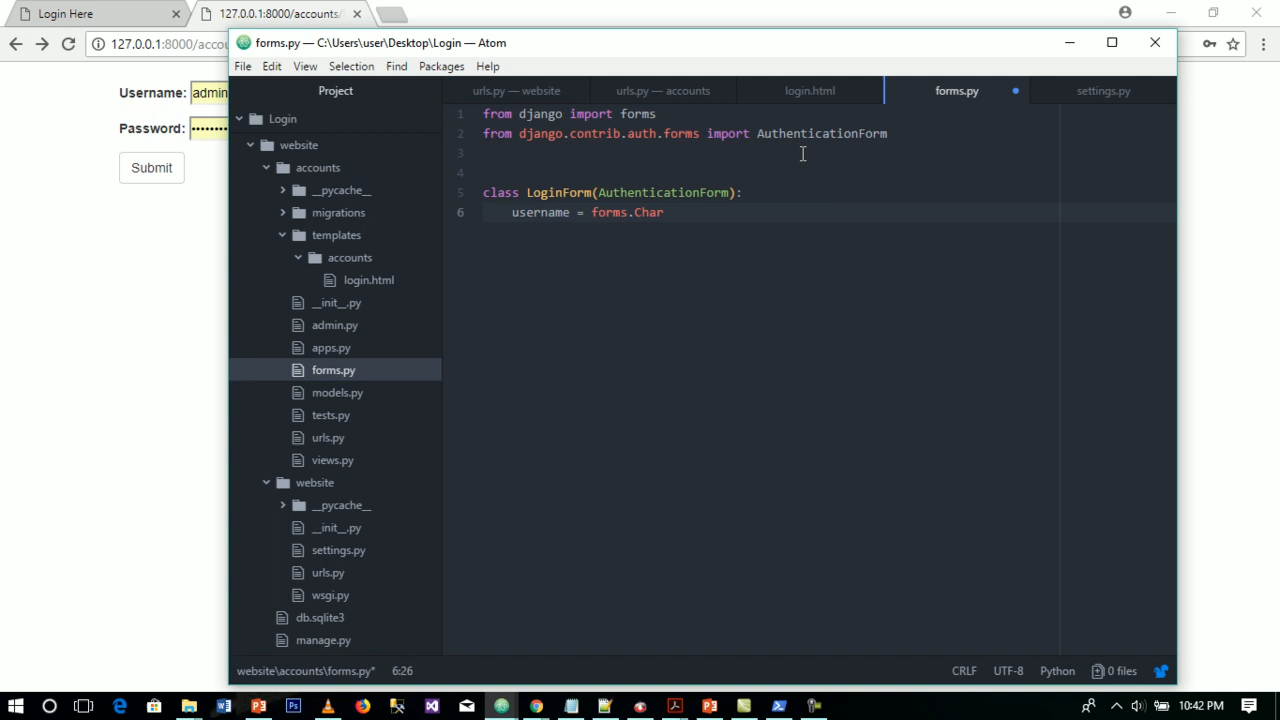 Login Here
127.0.0.1:8000/accounts/
127.0.0.1:8000/accou
Username: admin
Password: ••••••••
Submit
forms.py — C:\Users\user\Desktop\Login — Atom
File Edit View Selection Find Packages Help
Project
urls.py — website
urls.py — accounts
login.html
forms.py
settings.py
Login
website
accounts
__pycache__
migrations
templates
accounts
login.html
__init__.py
admin.py
apps.py
forms.py
models.py
tests.py
urls.py
views.py
website
__pycache__
__init__.py
settings.py
urls.py
wsgi.py
db.sqlite3
manage.py
1 from django import forms
2 from django.contrib.auth.forms import AuthenticationForm
3
4
5 class LoginForm(AuthenticationForm):
6 username = forms.Char
website\accounts\forms.py* 6:26
CRLF UTF-8 Python 0 files
10:42 PM